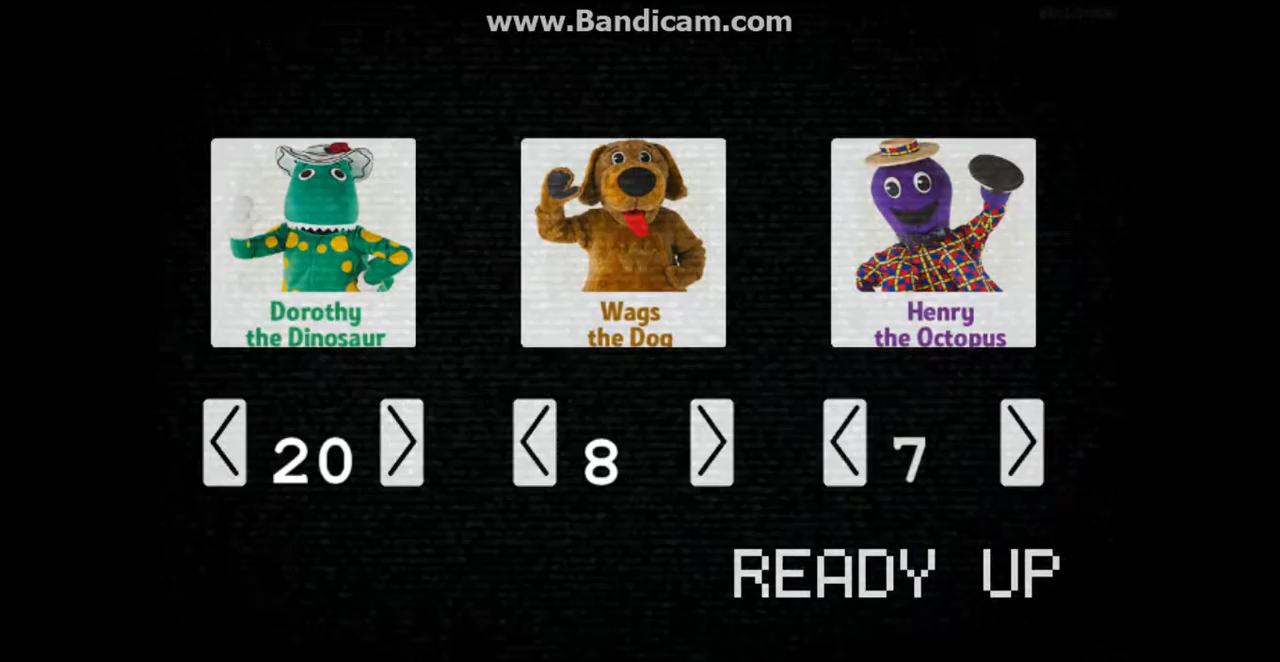 www.Bandicam.com
Dorothy
the Dinosaur
Wags
the Dog
Henry
the Octopus
20
8
7
READY UP